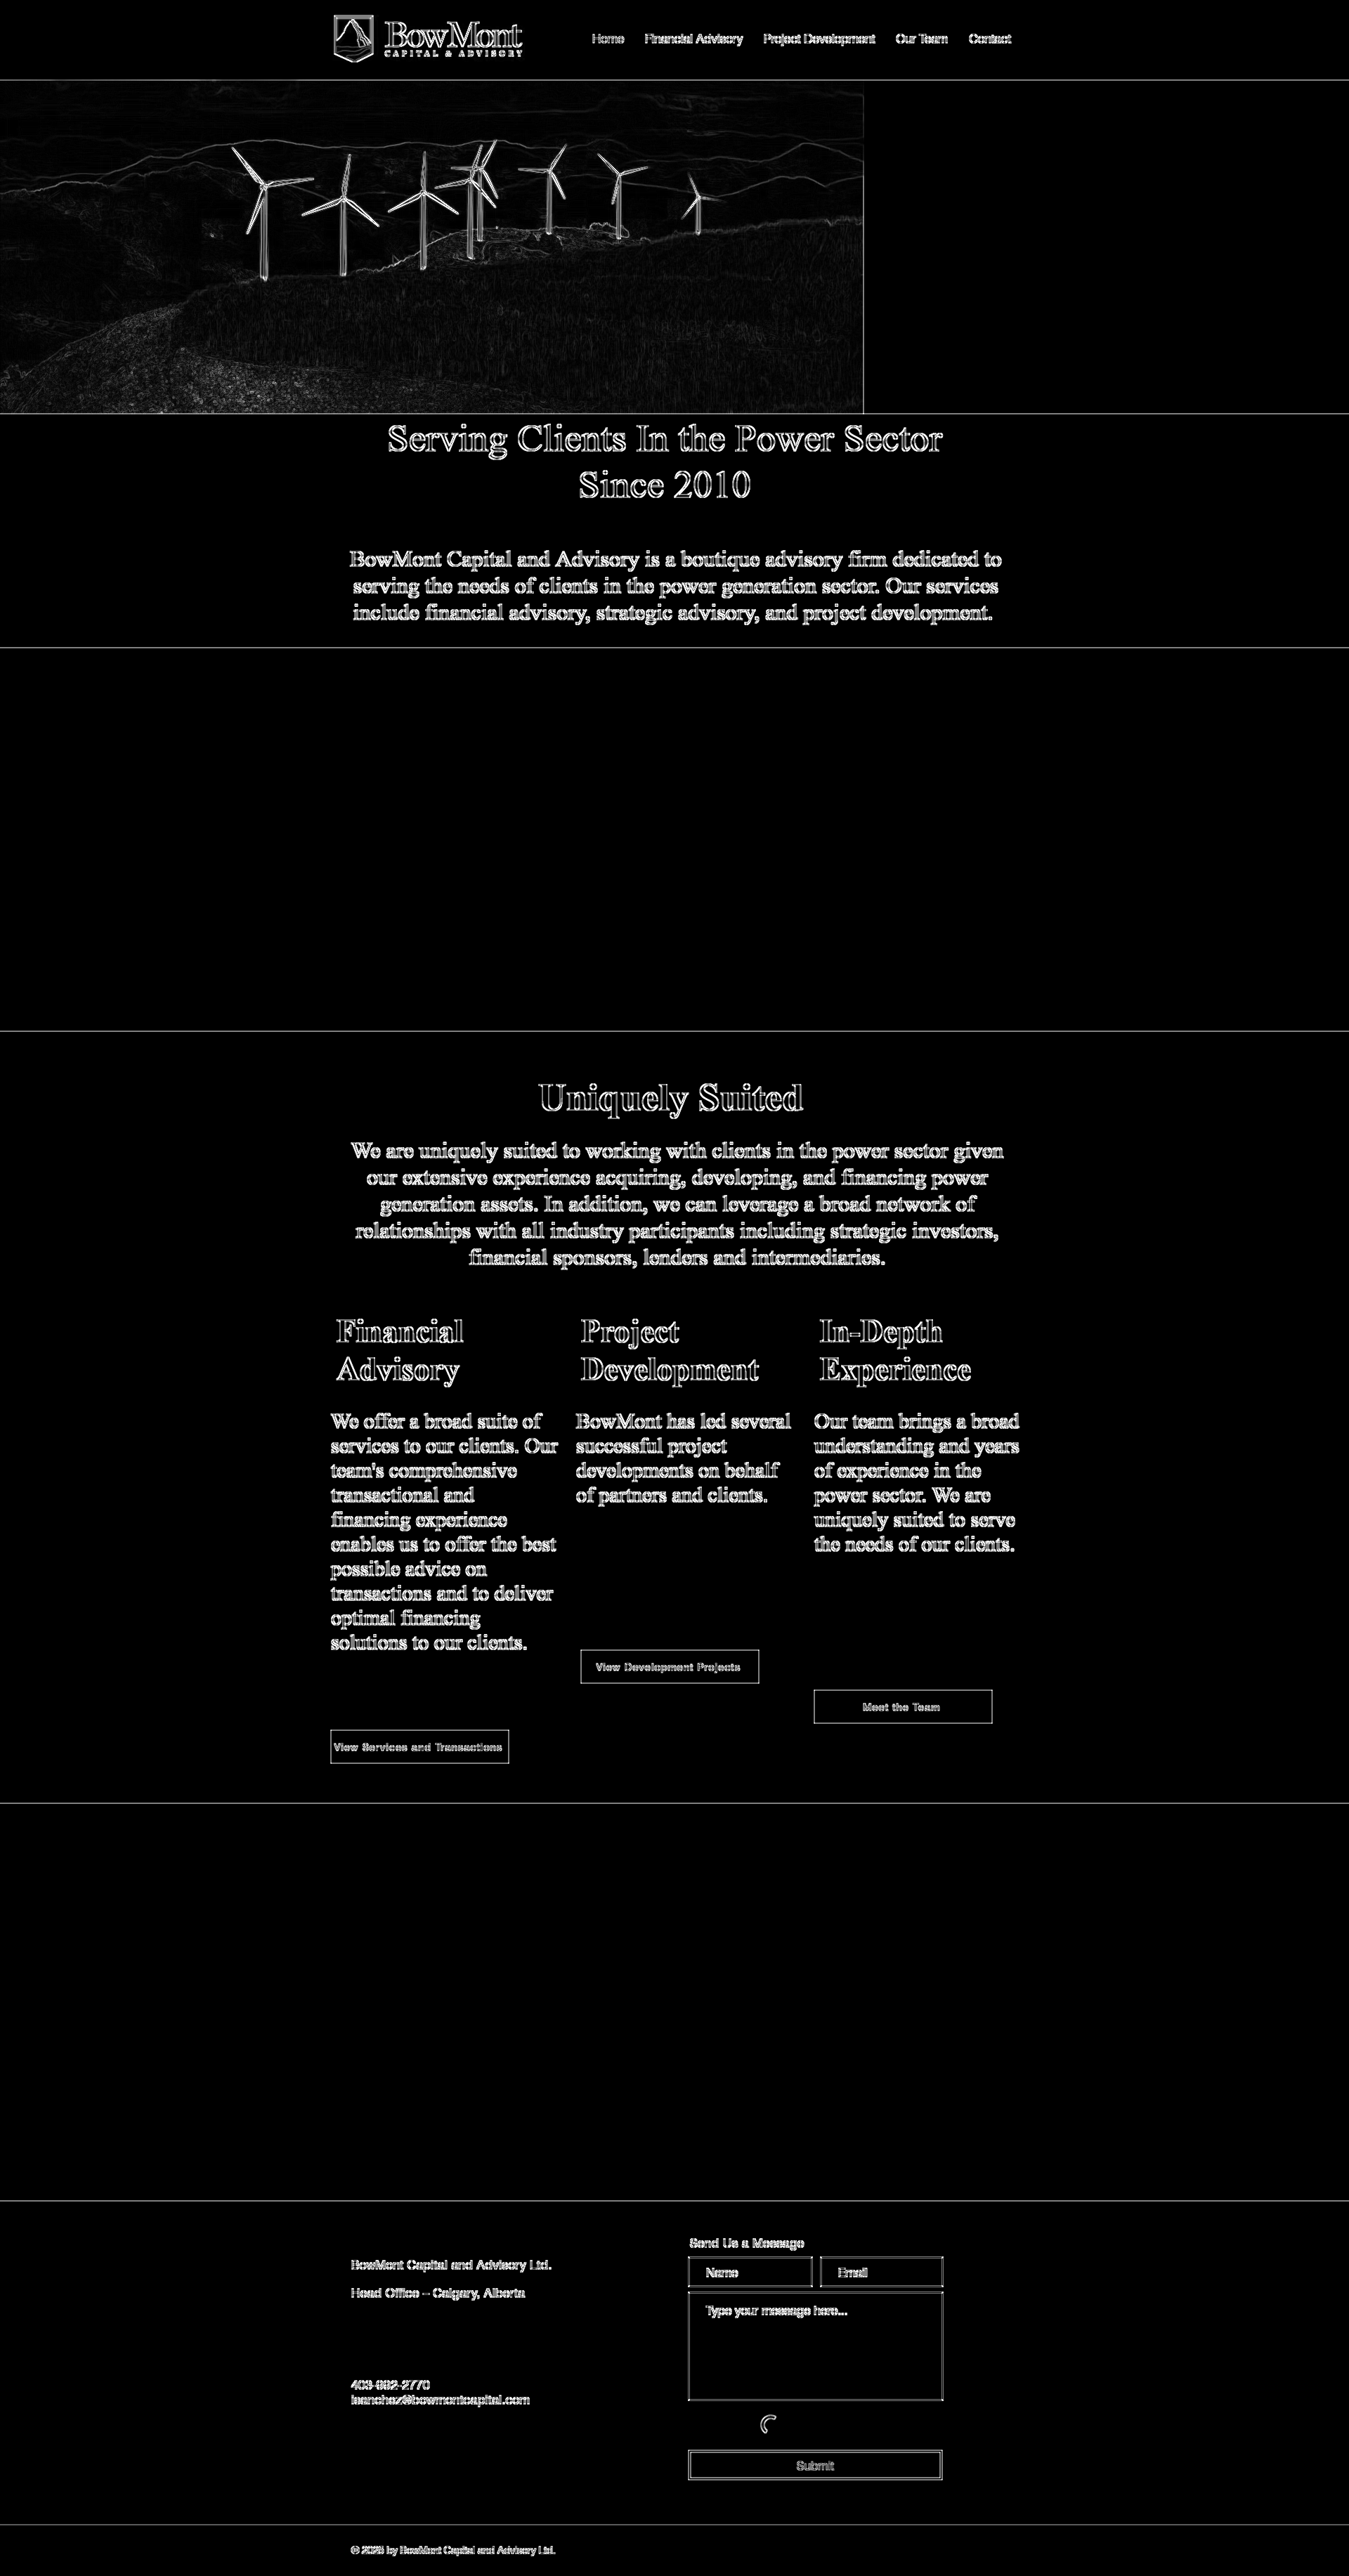 BowMont
CAPITAL & ADVISORY
Home Financial Advisory Project Development Our Team Contact
Serving Clients In the Power Sector
Since 2010
BowMont Capital and Advisory is a boutique advisory firm dedicated to
serving the needs of clients in the power generation sector. Our services
include financial advisory, strategic advisory, and project development.
Uniquely Suited
We are uniquely suited to working with clients in the power sector given
our extensive experience acquiring, developing, and financing power
generation assets. In addition, we can leverage a broad network of
relationships with all industry participants including strategic investors,
financial sponsors, lenders and intermediaries.
Financial
Advisory
We offer a broad suite of
services to our clients. Our
team's comprehensive
transactional and
financing experience
enables us to offer the best
possible advice on
transactions and to deliver
optimal financing
solutions to our clients.
View Services and Transactions
Project
Development
BowMont has led several
successful project
developments on behalf
of partners and clients.
View Development Projects
In-Depth
Experience
Our team brings a broad
understanding and years
of experience in the
power sector. We are
uniquely suited to serve
the needs of our clients.
Meet the Team
BowMont Capital and Advisory Ltd.
Head Office - Calgary, Alberta
Send Us a Message
Name Email
Type your message here...
Submit
by BowMont Capital and Advisory Ltd.